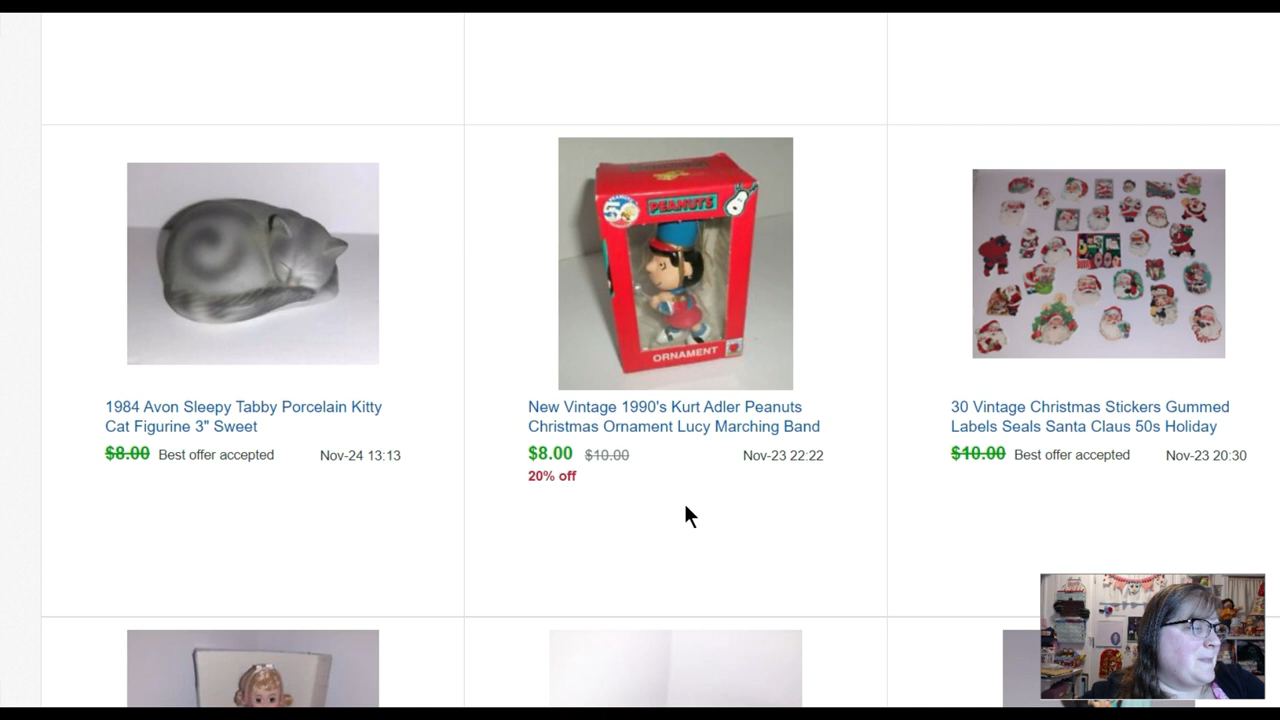 PEANUTS
ORNAMENT
1984 Avon Sleepy Tabby Porcelain Kitty
Cat Figurine 3" Sweet
$8.00 Best offer accepted Nov-24 13:13
New Vintage 1990's Kurt Adler Peanuts
Christmas Ornament Lucy Marching Band
$8.00 $10.00 Nov-23 22:22
20% off
30 Vintage Christmas Stickers Gummed
Labels Seals Santa Claus 50s Holiday
$10.00 Best offer accepted Nov-23 20:30